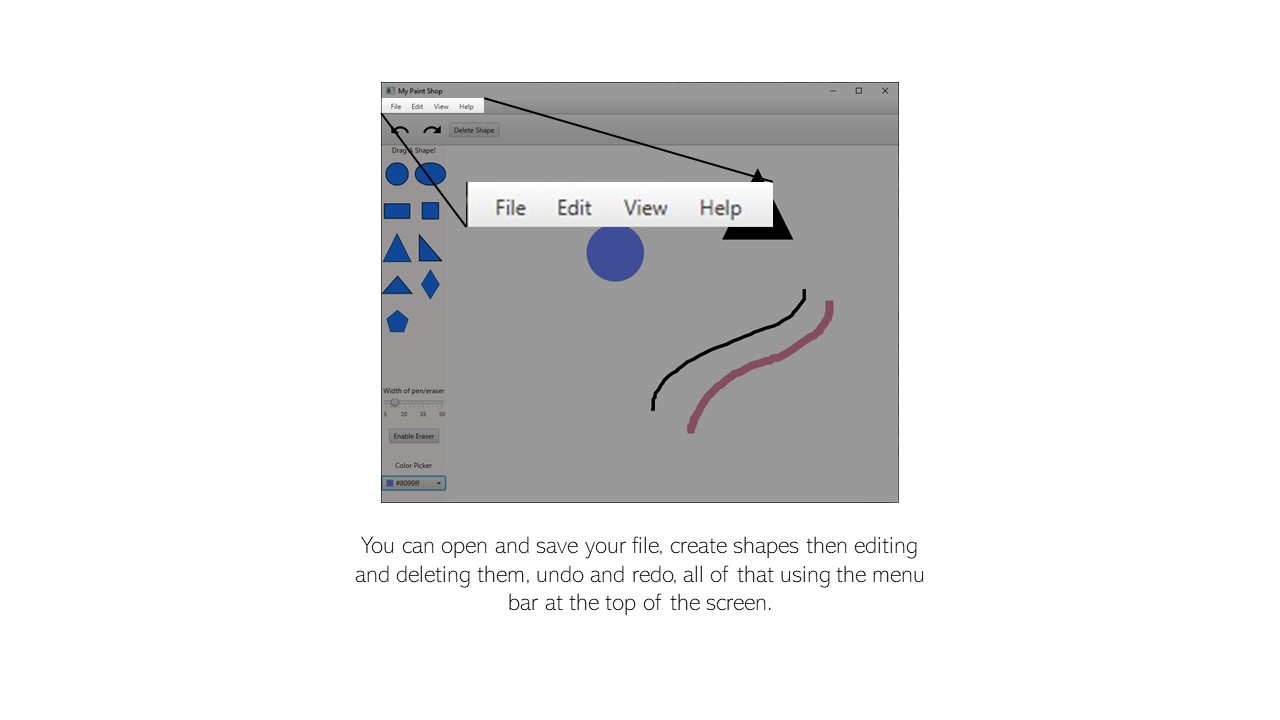 My Paint Shop
File Edit View Help
Delete Shape
Drag A Shape!
File Edit View Help
Width of pen/eraser
5 20 35 50
Enable Eraser
Color Picker
#8099ff
You can open and save your file, create shapes then editing
and deleting them, undo and redo, all of that using the menu
bar at the top of the screen.